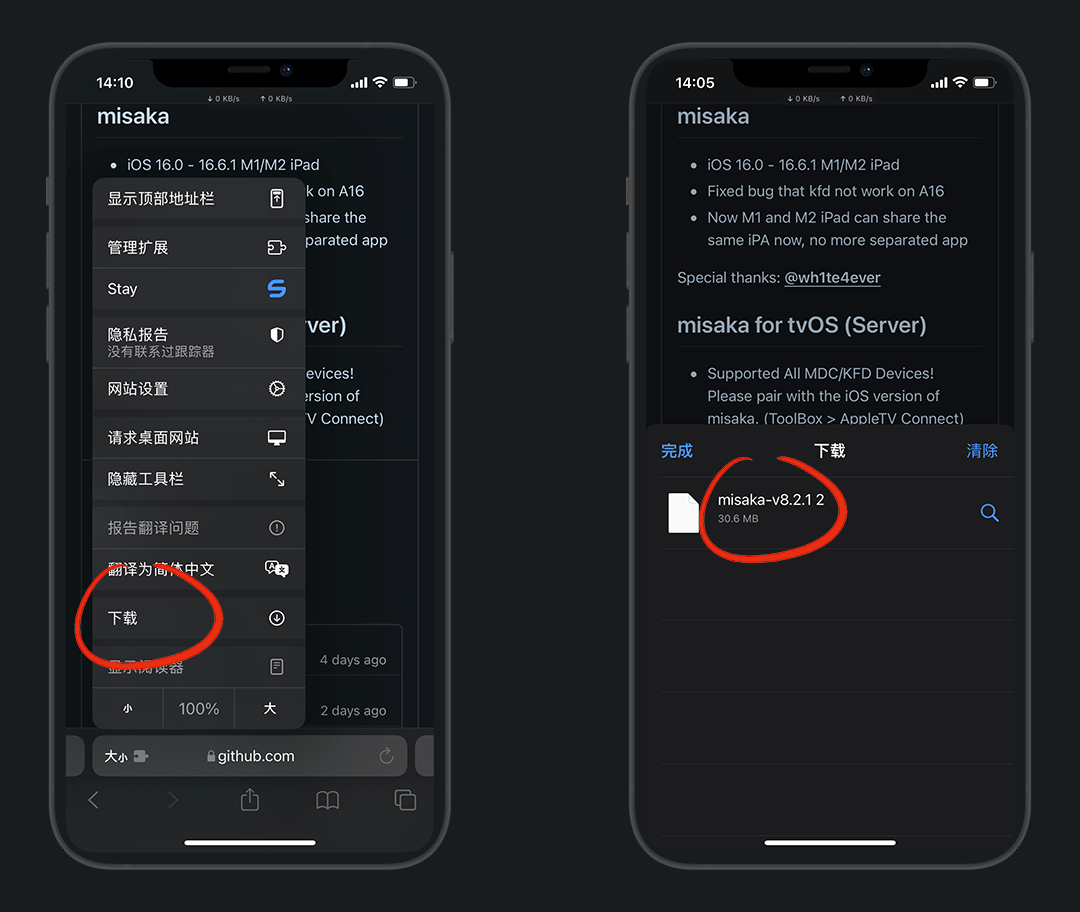 14:10
↓ 0 KB/s ↑ 0 KB/s
misaka
• iOS 16.0 - 16.6.1 M1/M2 iPad
k on A16
share the
parated app
ver)
evices!
ersion of
V Connect)
4 days ago
2 days ago
显示顶部地址栏
管理扩展
Stay
隐私报告
没有联系过跟踪器
网站设置
请求桌面网站
隐藏工具栏
报告翻译问题
翻译为简体中文
下载
显示阅读器
小 100% 大
大小 github.com
14:05
↓ 0 KB/s ↑ 0 KB/s
misaka
• iOS 16.0 - 16.6.1 M1/M2 iPad
• Fixed bug that kfd not work on A16
• Now M1 and M2 iPad can share the
same iPA now, no more separated app
Special thanks: @wh1te4ever
misaka for tvOS (Server)
• Supported All MDC/KFD Devices!
Please pair with the iOS version of
misaka. (ToolBox > AppleTV Connect)
完成 下载 清除
misaka-v8.2.1 2
30.6 MB